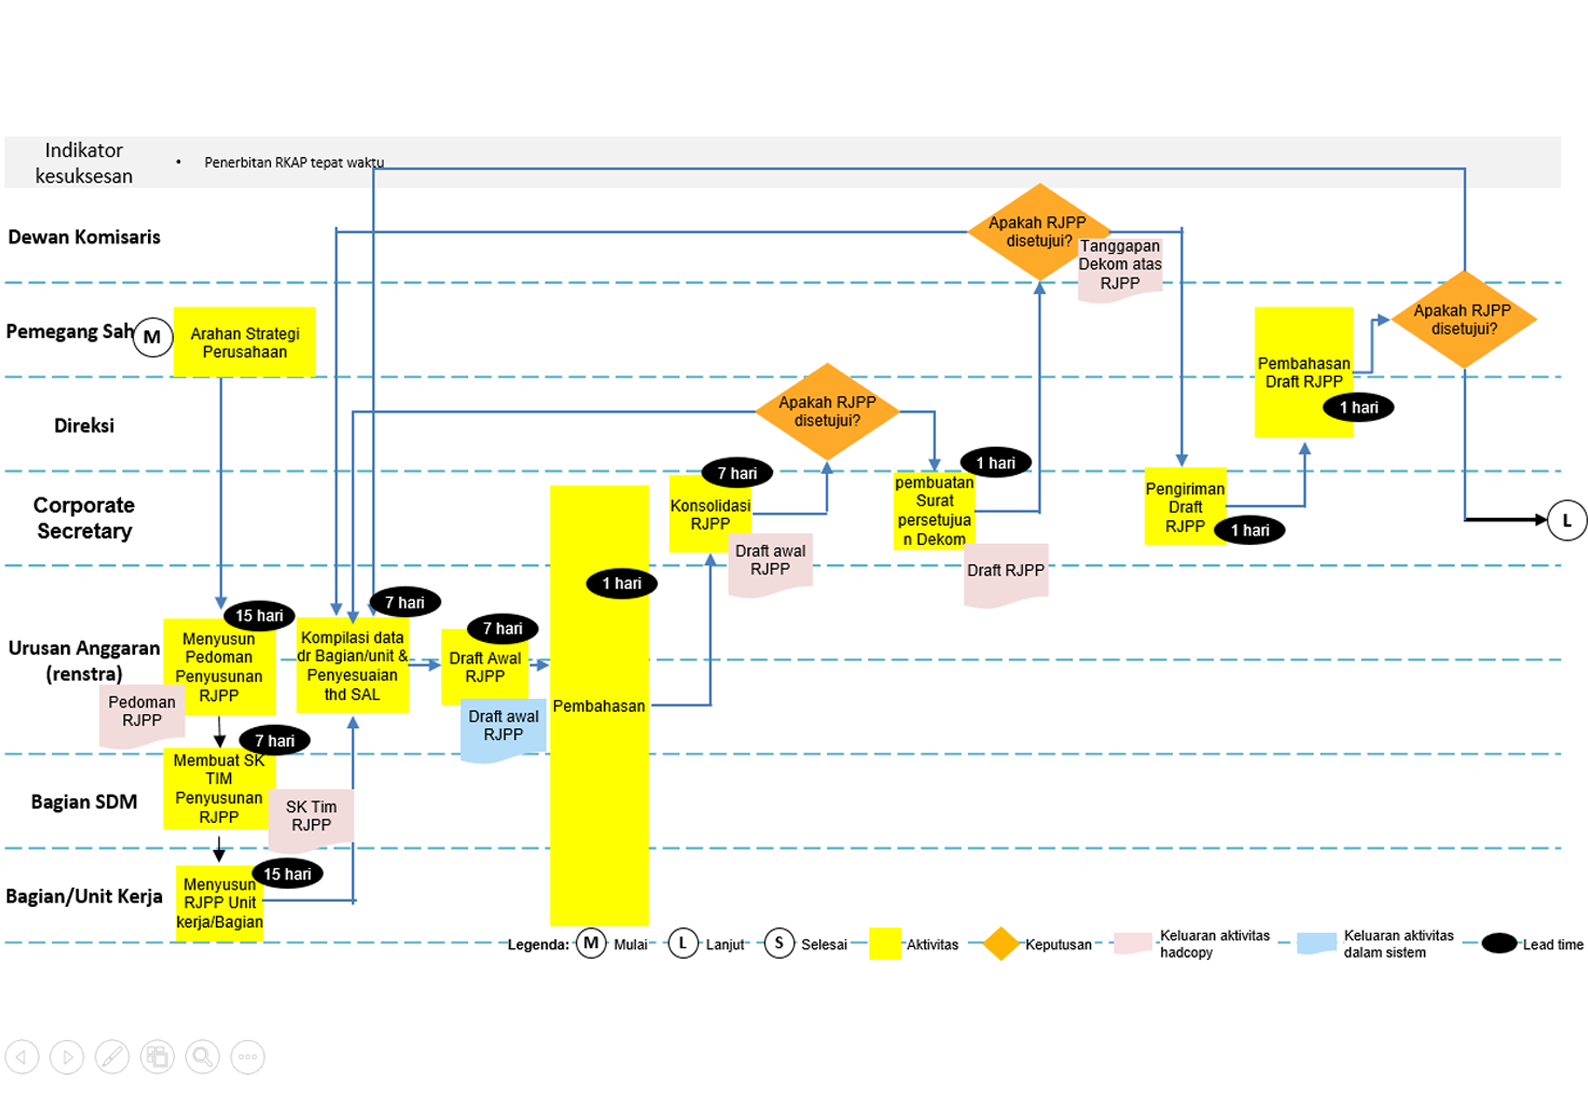 Indikator
kesuksesan
• Penerbitan RKAP tepat waktu
Dewan Komisaris
Apakah RJPP
disetujui?
Tanggapan
Dekom atas
RJPP
Pemegang Sah
M
Arahan Strategi
Perusahaan
Apakah RJPP
disetujui?
Pembahasan
Draft RJPP
1 hari
Direksi
Apakah RJPP
disetujui?
Corporate
Secretary
7 hari
Konsolidasi
RJPP
Draft awal
RJPP
1 hari
pembuatan
Surat
persetujua
n Dekom
Draft RJPP
Pengiriman
Draft
RJPP
1 hari
L
Urusan Anggaran
(renstra)
15 hari
Menyusun
Pedoman
Penyusunan
RJPP
Pedoman
RJPP
7 hari
Kompilasi data
dr Bagian/unit &
Penyesuaian
thd SAL
7 hari
Draft Awal
RJPP
Draft awal
RJPP
1 hari
Pembahasan
Bagian SDM
7 hari
Membuat SK
TIM
Penyusunan
RJPP
SK Tim
RJPP
Bagian/Unit Kerja
15 hari
Menyusun
RJPP Unit
kerja/Bagian
Legenda:
M Mulai
L Lanjut
S Selesai
Aktivitas
Keputusan
Keluaran aktivitas
hadcopy
Keluaran aktivitas
dalam sistem
Lead time